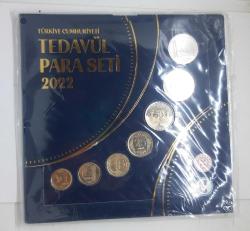 TÜRKİYE CUMHURİYETİ
TEDAVÜL
PARA SETİ
2022